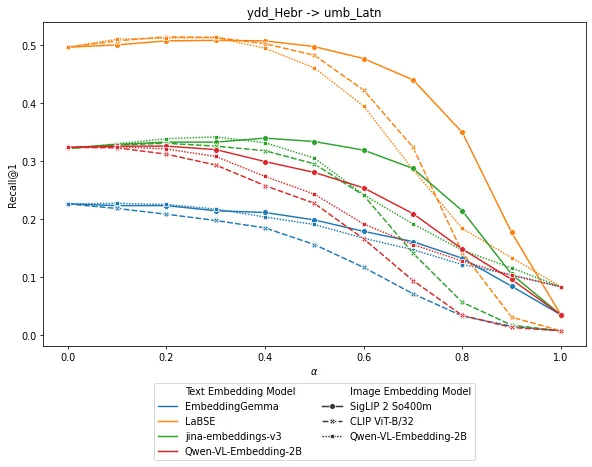 ydd_Hebr -> umb_Latn
Recall@1
0.5
0.4
0.3
0.2
0.1
0.0
0.0 0.2 0.4 0.6 0.8 1.0
α
Text Embedding Model Image Embedding Model
EmbeddingGemma SigLIP 2 So400m
LaBSE CLIP ViT-B/32
jina-embeddings-v3 Qwen-VL-Embedding-2B
Qwen-VL-Embedding-2B